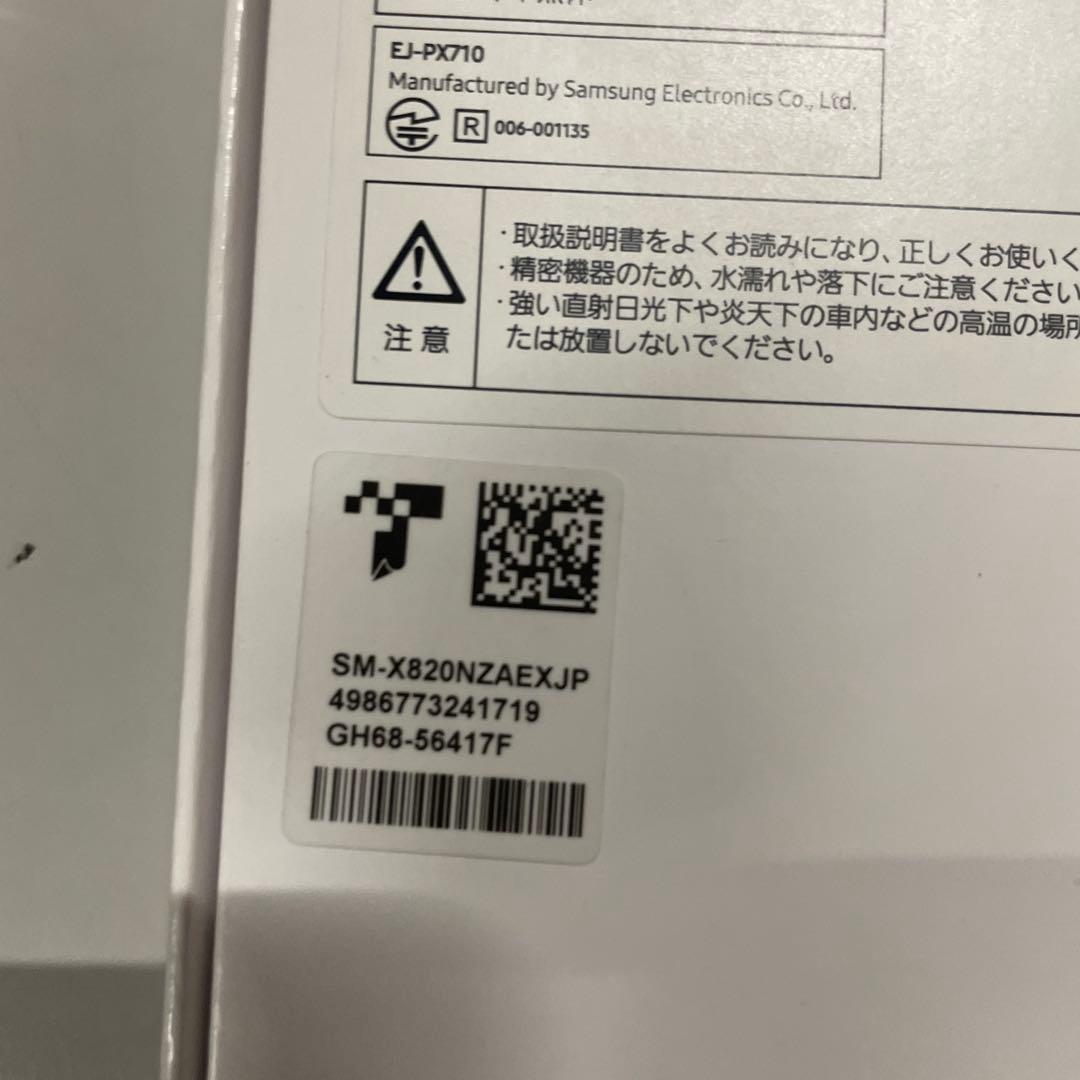 EJ-PX710
Manufactured by Samsung Electronics Co., Ltd.
R 006-001135
注意
・取扱説明書をよくお読みになり、正しくお使いく
・精密機器のため、水濡れや落下にご注意ください
・強い直射日光下や炎天下の車内などの高温の場所
たは放置しないでください。
SM-X820NZAEXJP
4986773241719
GH68-56417F